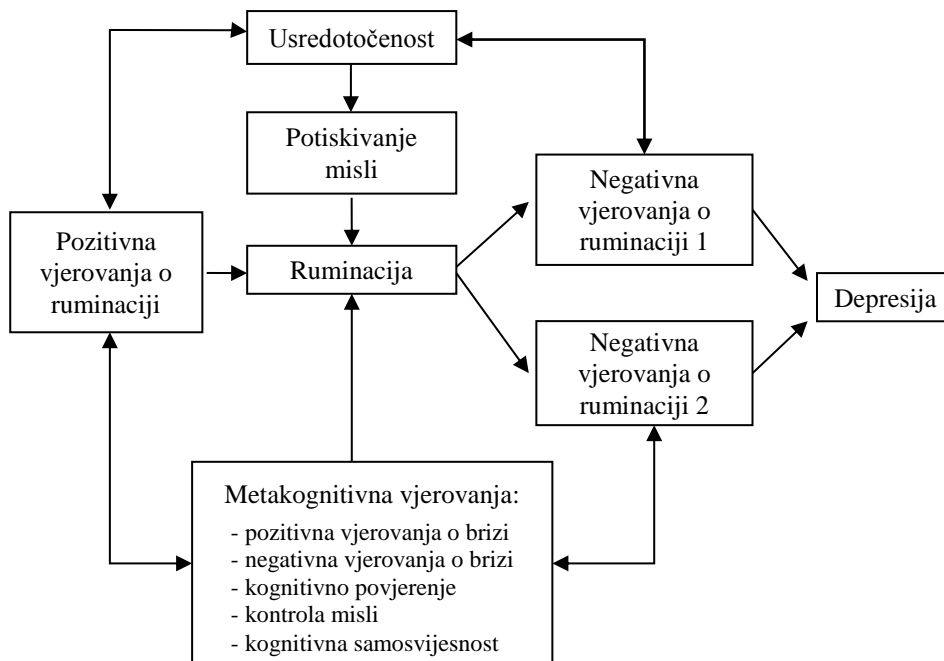 Usredotočenost
Potiskivanje
misli
Negativna
vjerovanja o
ruminaciji 1
Pozitivna
vjerovanja o
ruminaciji
Ruminacija
Depresija
Negativna
vjerovanja o
ruminaciji 2
Metakognitivna vjerovanja:
- pozitivna vjerovanja o brizi
- negativna vjerovanja o brizi
- kognitivno povjerenje
- kontrola misli
- kognitivna samosvijesnost